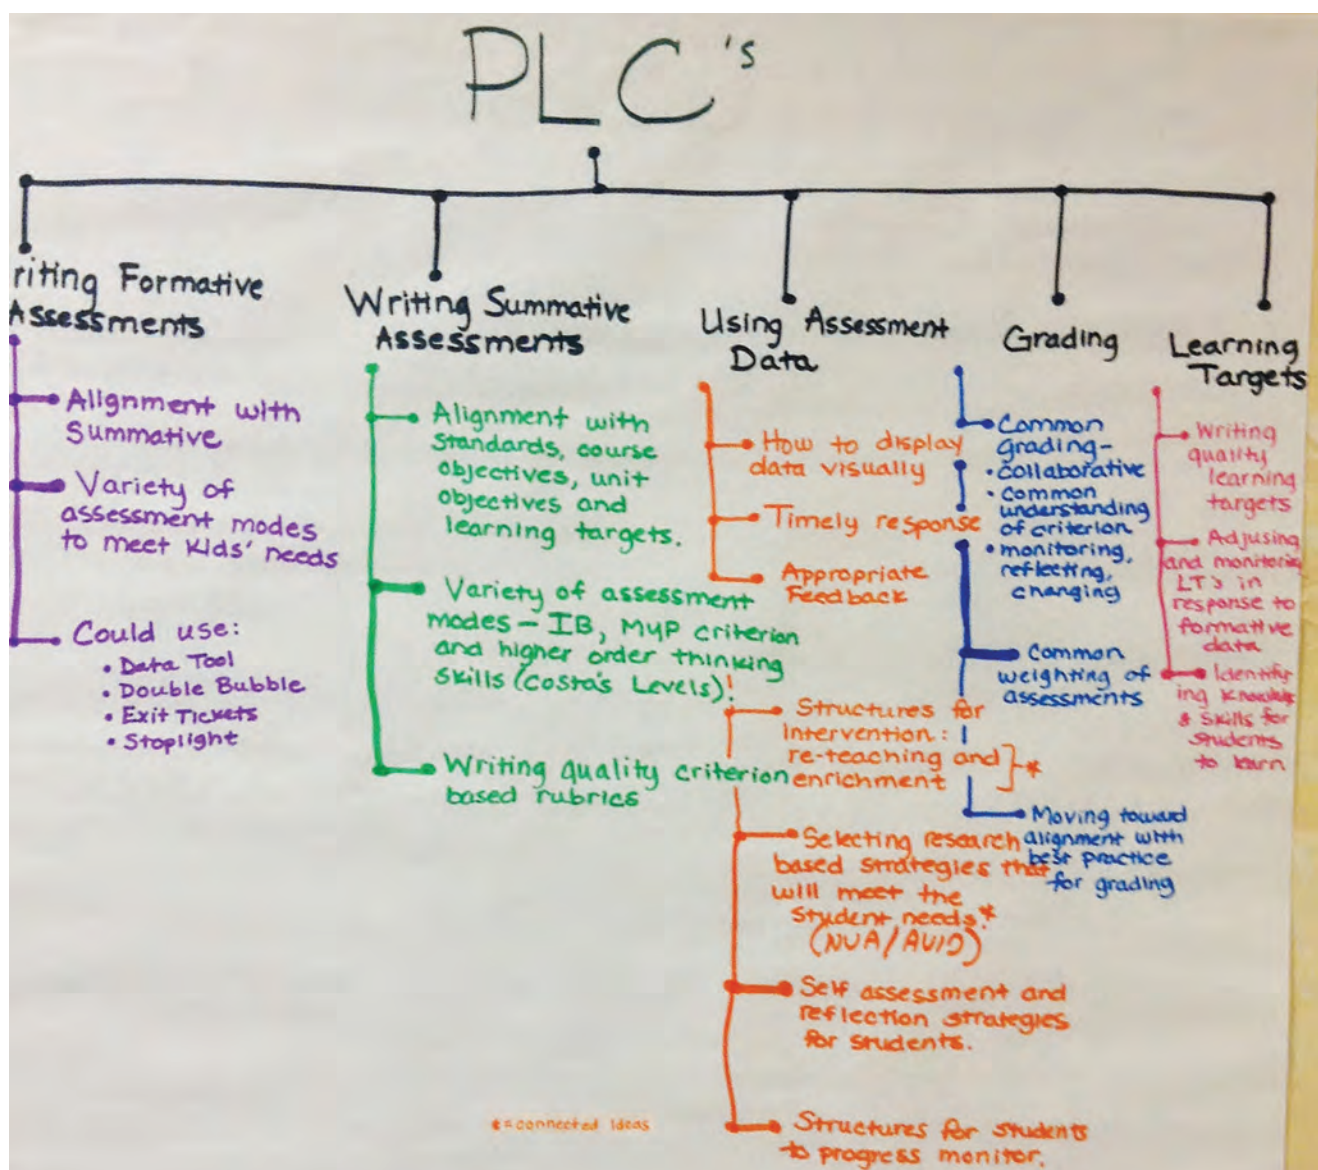 PLC's
riting Formative
Assessments
Alignment with
Summative
Variety of
assessment modes
to meet kids' needs
Could use:
• Data Tool
• Double Bubble
• Exit Tickets
• Stoplight
Writing Summative
Assessments
Alignment with
standards, course
objectives, unit
objectives and
learning targets.
Variety of assessment
modes – IB, MYP criterion
and higher order thinking
skills (Costa's Levels)!
Writing quality criterion
based rubrics
Using Assessment
Data
How to display
data visually
Timely response
Appropriate
Feedback
Structures for
Intervention:
re-teaching and
enrichment
*
Selecting research
based strategies that
will meet the
student needs.*
(NUA/AVID)
Self assessment and
reflection strategies
for students.
Structures for students
to progress monitor.
Grading
Common
grading –
• collaborative
• common
understanding
of criterion
• monitoring,
reflecting,
changing
Common
weighting of
assessments
Moving toward
alignment with
best practice
for grading
Learning
Targets
Writing
quality
learning
targets
Adjusting
and monitoring
LT's in
response to
formative
data
Identify
ing knowledge
& skills for
students
to learn
* = connected ideas